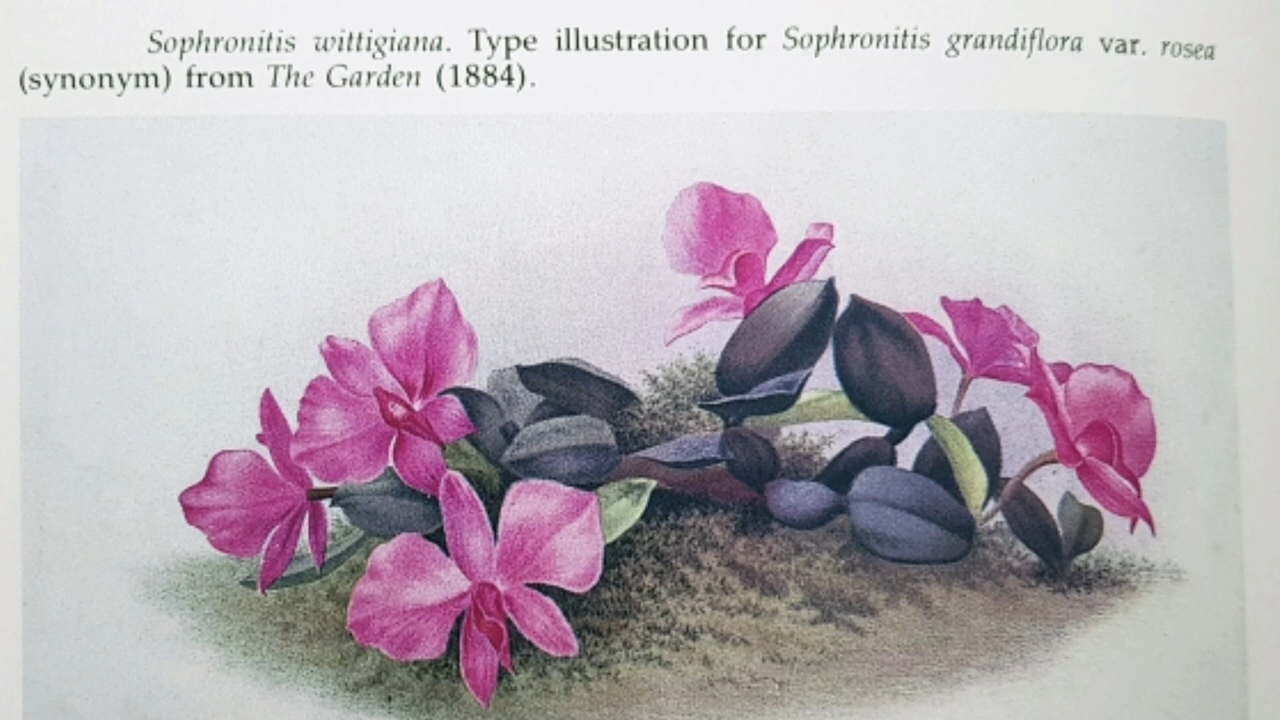 Sophronitis wittigiana. Type illustration for Sophronitis grandiflora var. rosea
(synonym) from The Garden (1884).